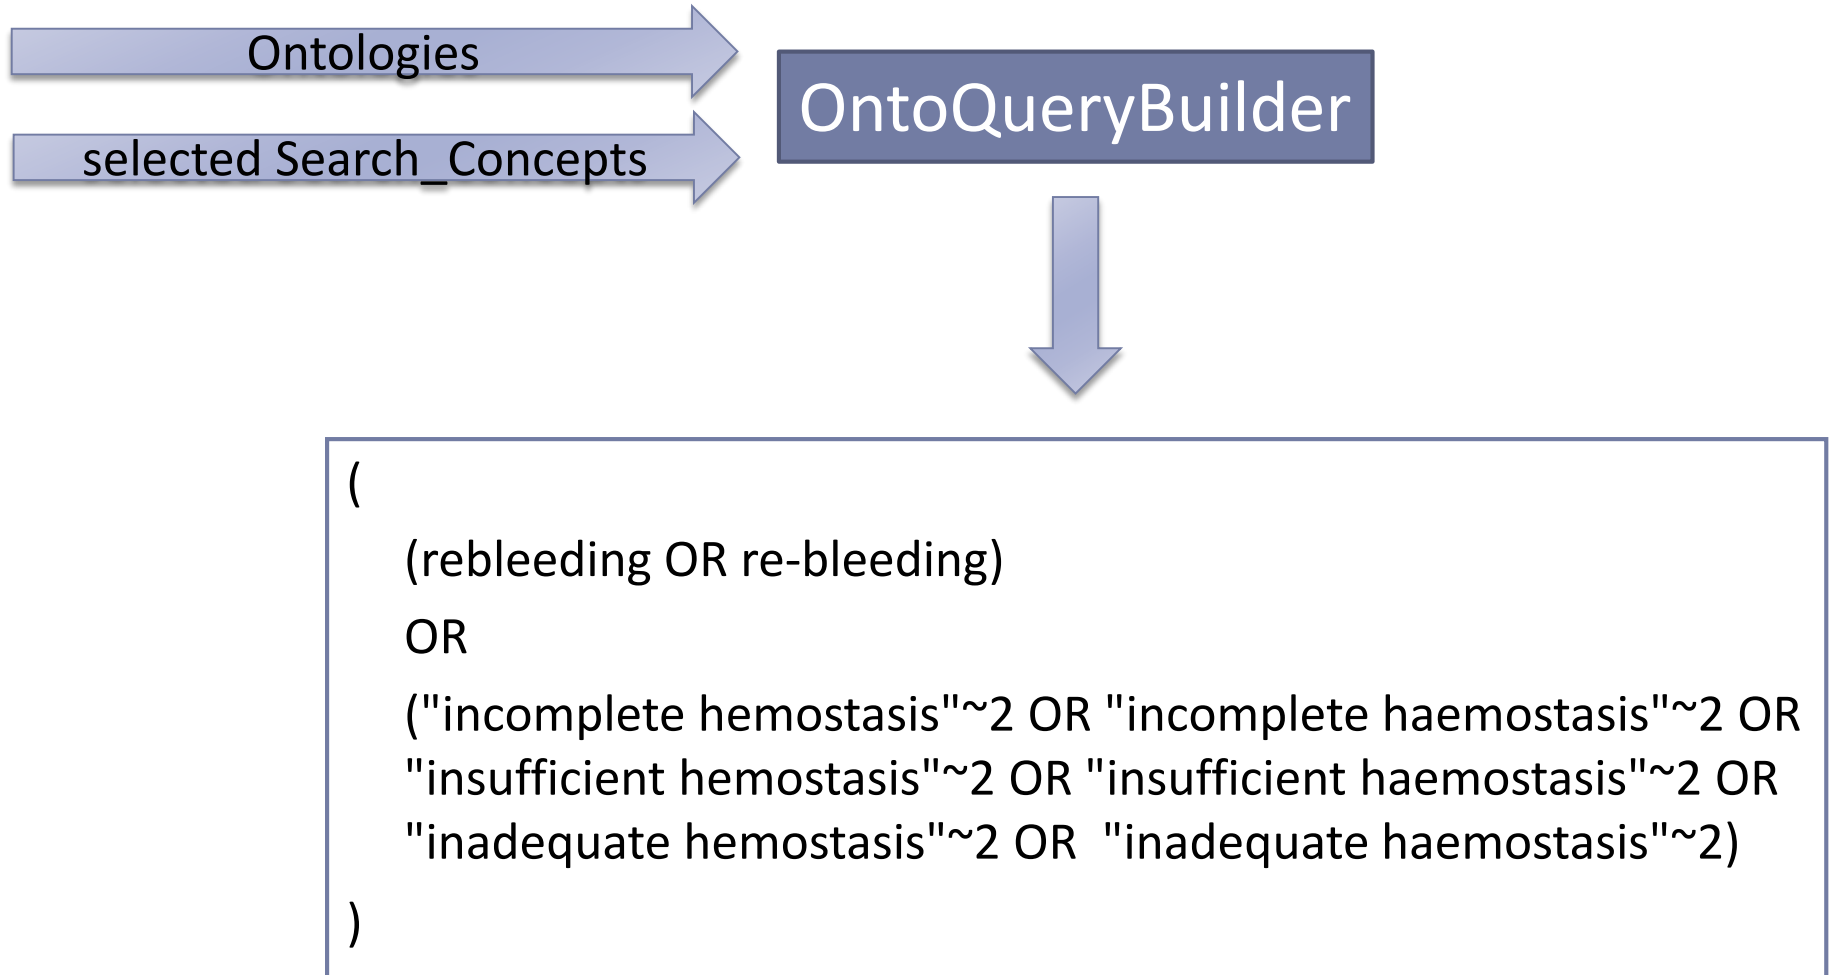 Ontologies
selected Search_Concepts
OntoQueryBuilder
(
(rebleeding OR re-bleeding)
OR
("incomplete hemostasis"~2 OR "incomplete haemostasis"~2 OR
"insufficient hemostasis"~2 OR "insufficient haemostasis"~2 OR
"inadequate hemostasis"~2 OR  "inadequate haemostasis"~2)
)